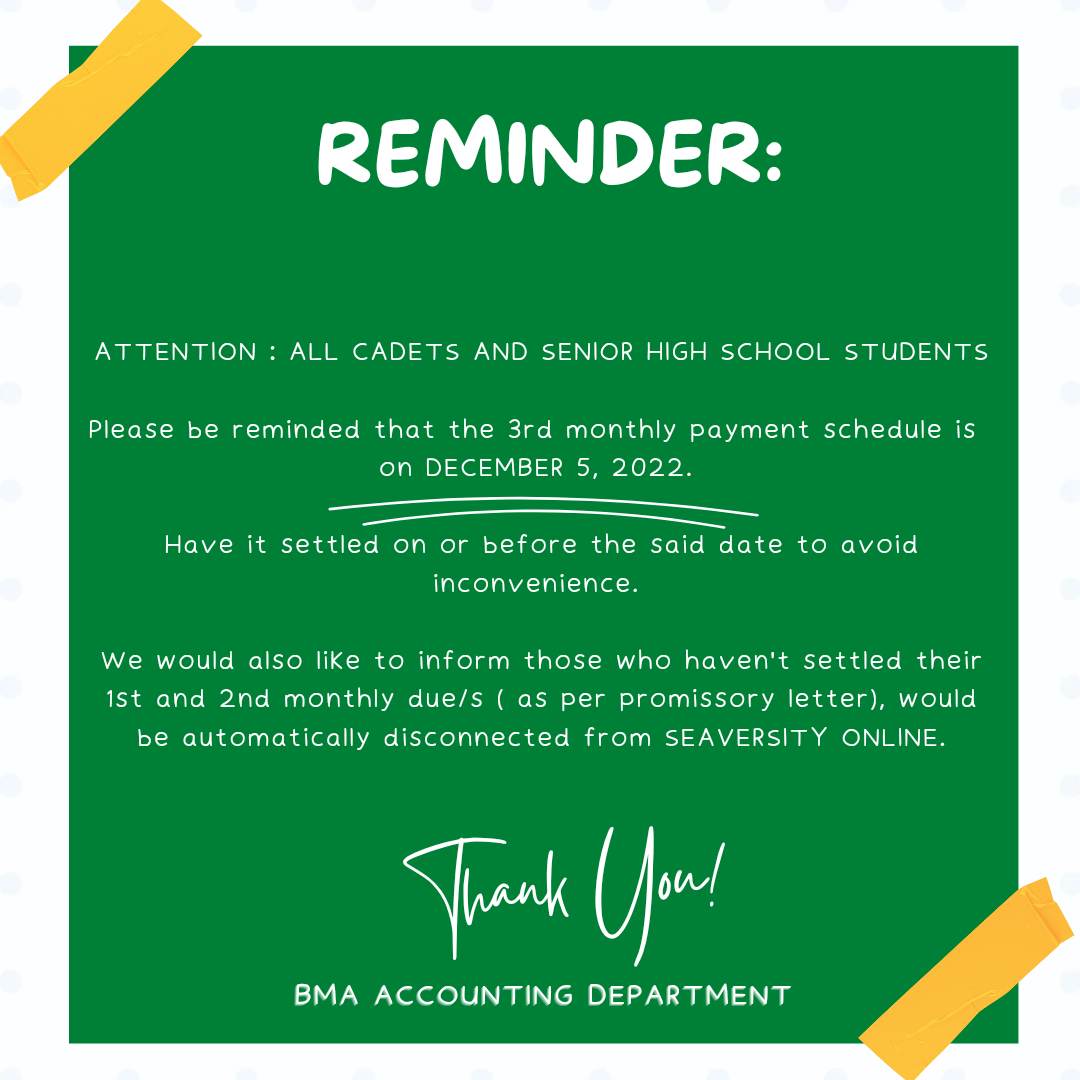 REMINDER:
ATTENTION : ALL CADETS AND SENIOR HIGH SCHOOL STUDENTS
Please be reminded that the 3rd monthly payment schedule is
on DECEMBER 5, 2022.
Have it settled on or before the said date to avoid
inconvenience.
We would also like to inform those who haven't settled their
1st and 2nd monthly due/s ( as per promissory letter), would
be automatically disconnected from SEAVERSITY ONLINE.
Thank You!
BMA ACCOUNTING DEPARTMENT